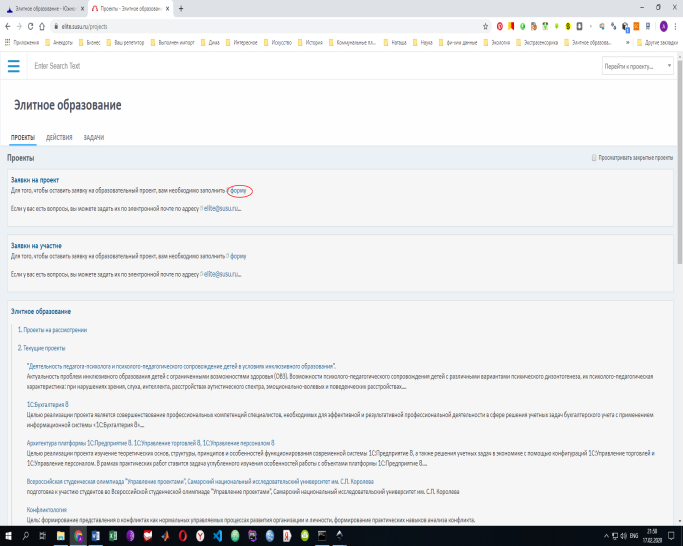 Элитное образование - Южно
Проекты - Элитное образован
elite.susu.ru/projects
Приложения Анекдоты Бизнес Ваш репетитор Выполнен импорт Дима Интересное Искусство История Коммунальные пл... Наташа Наука физ-мат данные Экология Экстрасенсорика Элитное образова... Другие закладки
Enter Search Text
Перейти к проекту...
Элитное образование
ПРОЕКТЫ ДЕЙСТВИЯ ЗАДАЧИ
Проекты
Просматривать закрытые проекты
Заявки на проект
Для того, чтобы оставить заявку на образовательный проект, вам необходимо заполнить форму
Если у вас есть вопросы, вы можете задать их по электронной почте по адресу elite@susu.ru...
Заявки на участие
Для того, чтобы оставить заявку на образовательный проект, вам необходимо заполнить форму
Если у вас есть вопросы, вы можете задать их по электронной почте по адресу elite@susu.ru...
Элитное образование
1. Проекты на рассмотрении
2. Текущие проекты
"Деятельность педагога-психолога и психолого-педагогического сопровождение детей в условиях инклюзивного образования".
Актуальность проблем инклюзивного образования детей с ограниченными возможностями здоровья (ОВЗ). Возможности психолого-педагогического сопровождения детей с различными вариантами психического дизонтогенеза, их психолого-педагогическая
характеристика: при нарушениях зрения, слуха, интеллекта, расстройствах аутистического спектра, эмоционально-волевых и поведенческих расстройствах...
1С:Бухгалтерия 8
Целью реализации проекта является совершенствование профессиональных компетенций специалистов, необходимых для эффективной и результативной профессиональной деятельности в сфере решения учетных задач бухгалтерского учета с применением
информационной системы «1С:Бухгалтерия 8»...
Архитектура платформы 1С:Предприятие 8. 1С:Управление торговлей 8, 1С:Управление персоналом 8
Целью реализации проекта изучение теоретических основ, структуры, принципов и особенностей функционирования современной системы 1С:Предприятие 8, а также решения учетных задач в экономике с помощью конфигураций 1С:Управление торговлей и
1С:Управление персоналом. В рамках практических работ ставится задача углубленного изучения особенностей работы с объектами платформы 1С:Предприятие 8...
Всероссийская студенческая олимпиада "Управление проектами", Самарский национальный исследовательский университет им. С.П. Королева
подготовка к участию студентов во Всероссийской студенческой олимпиаде "Управление проектами", Самарский национальный исследовательский университет им. С.П. Королева
Конфликтология
Цель: формирование представления о конфликтах как нормальных управляемых процессах развития организации и личности, формирование практических навыков анализа конфликта.
ENG
21:50
17.02.2020